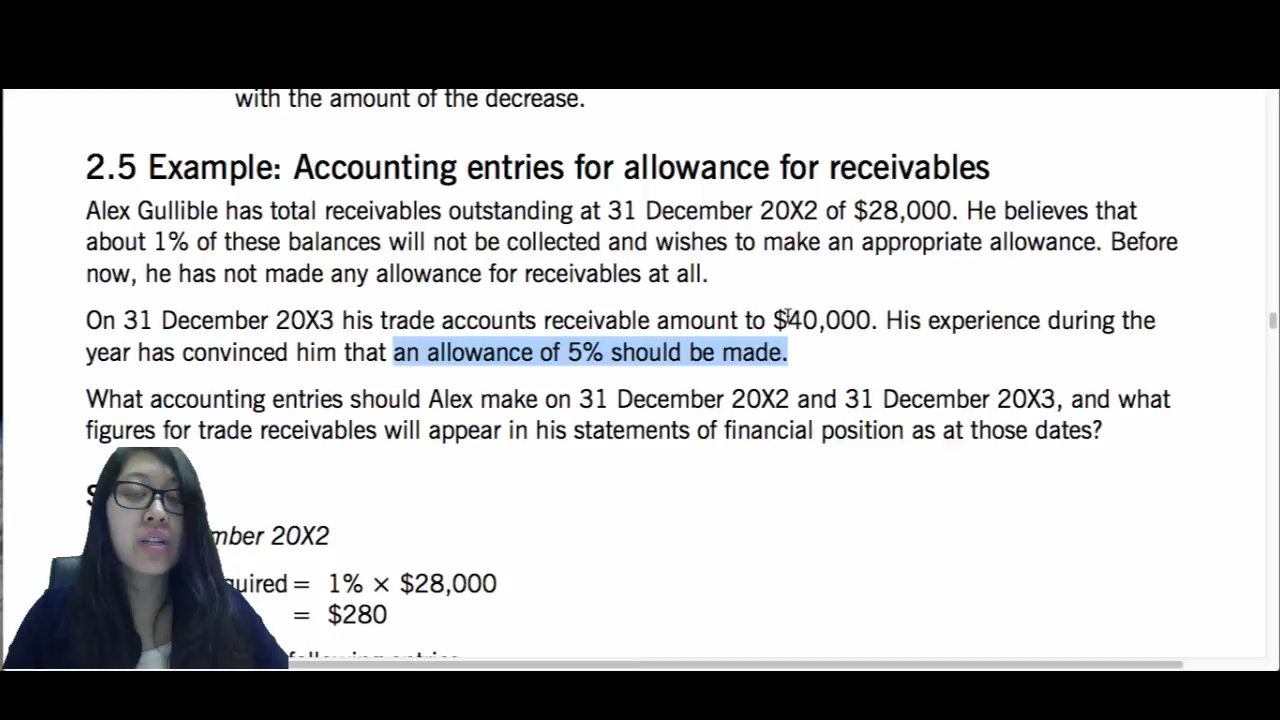 with the amount of the decrease.
2.5 Example: Accounting entries for allowance for receivables
Alex Gullible has total receivables outstanding at 31 December 20X2 of $28,000. He believes that
about 1% of these balances will not be collected and wishes to make an appropriate allowance. Before
now, he has not made any allowance for receivables at all.
On 31 December 20X3 his trade accounts receivable amount to $40,000. His experience during the
year has convinced him that an allowance of 5% should be made.
What accounting entries should Alex make on 31 December 20X2 and 31 December 20X3, and what
figures for trade receivables will appear in his statements of financial position as at those dates?
20X2
= 1% × $28,000
= $280
following entries